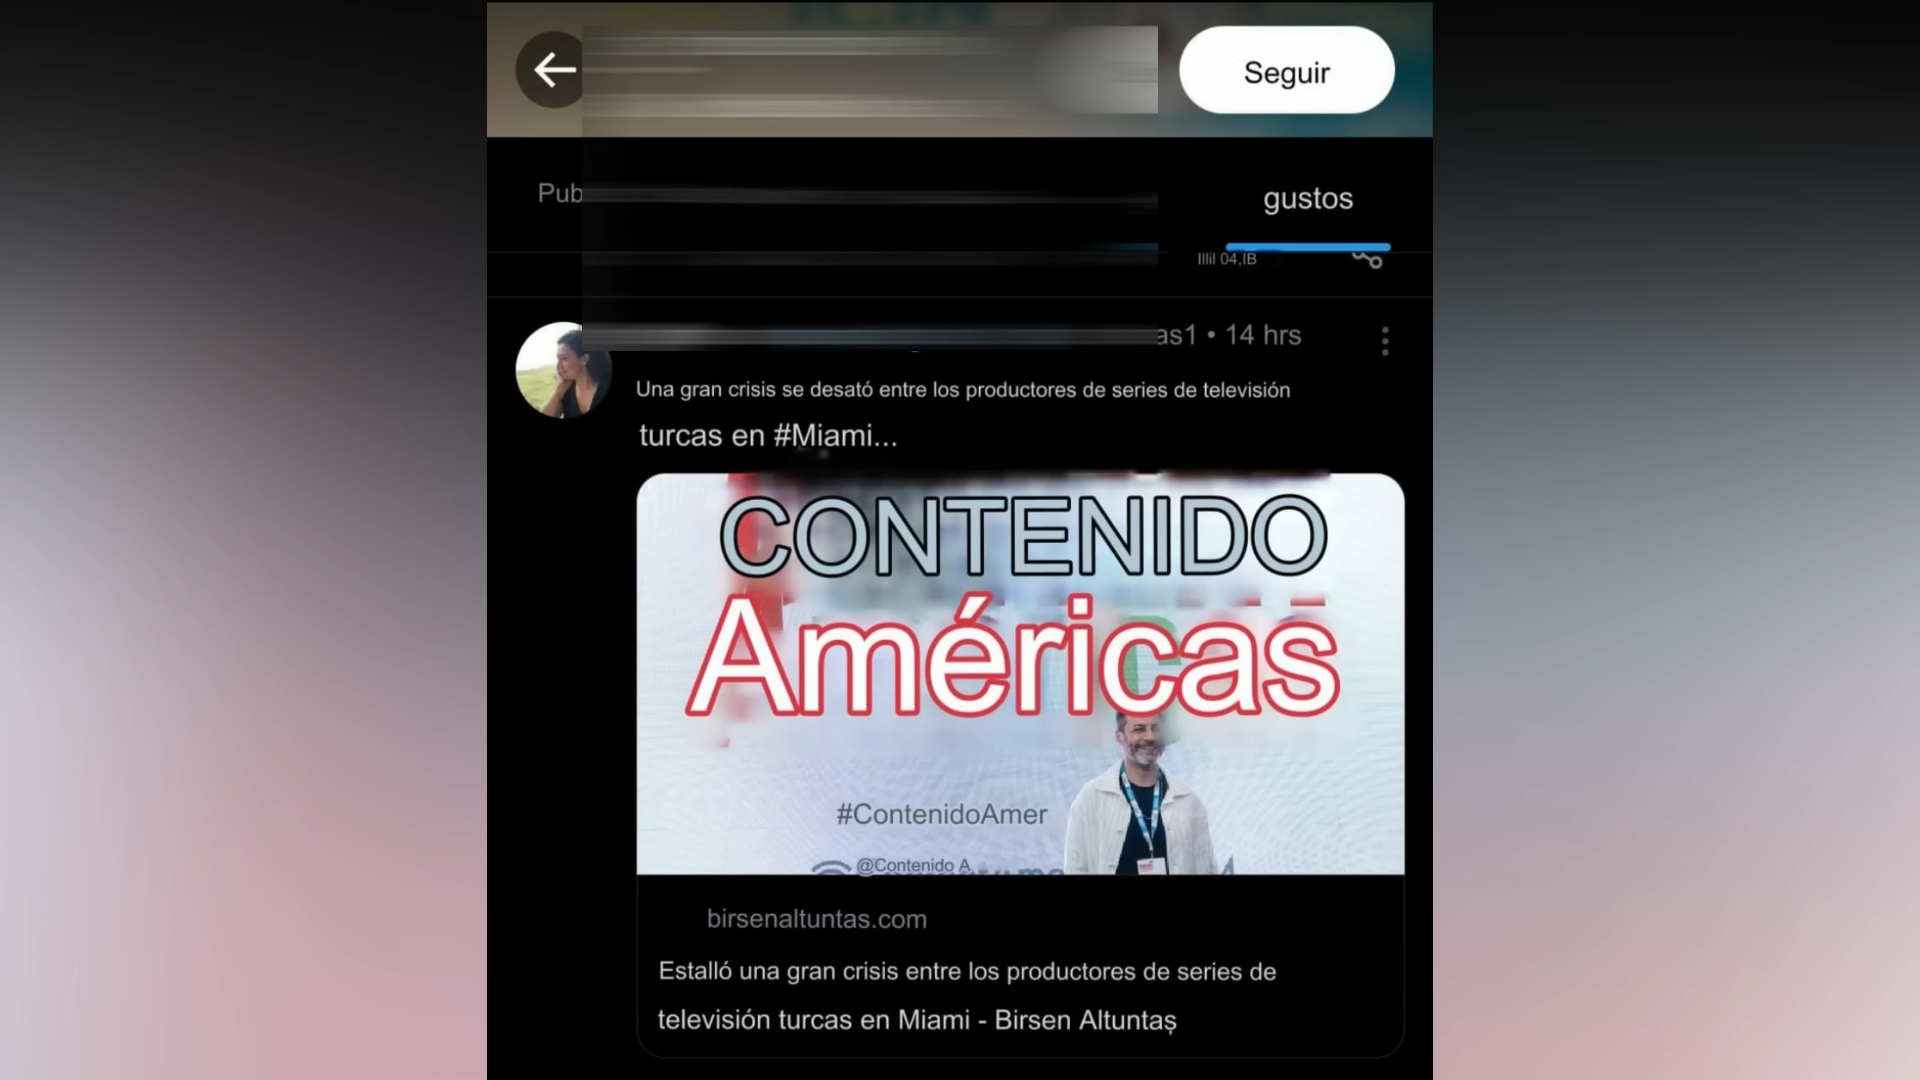 Seguir
Pub
gustos
as1 • 14 hrs
Una gran crisis se desató entre los productores de series de televisión
turcas en #Miami...
CONTENIDO
Américas
#ContenidoAmer
@Contenido A
birsenaltuntas.com
Estalló una gran crisis entre los productores de series de
televisión turcas en Miami - Birsen Altuntaş